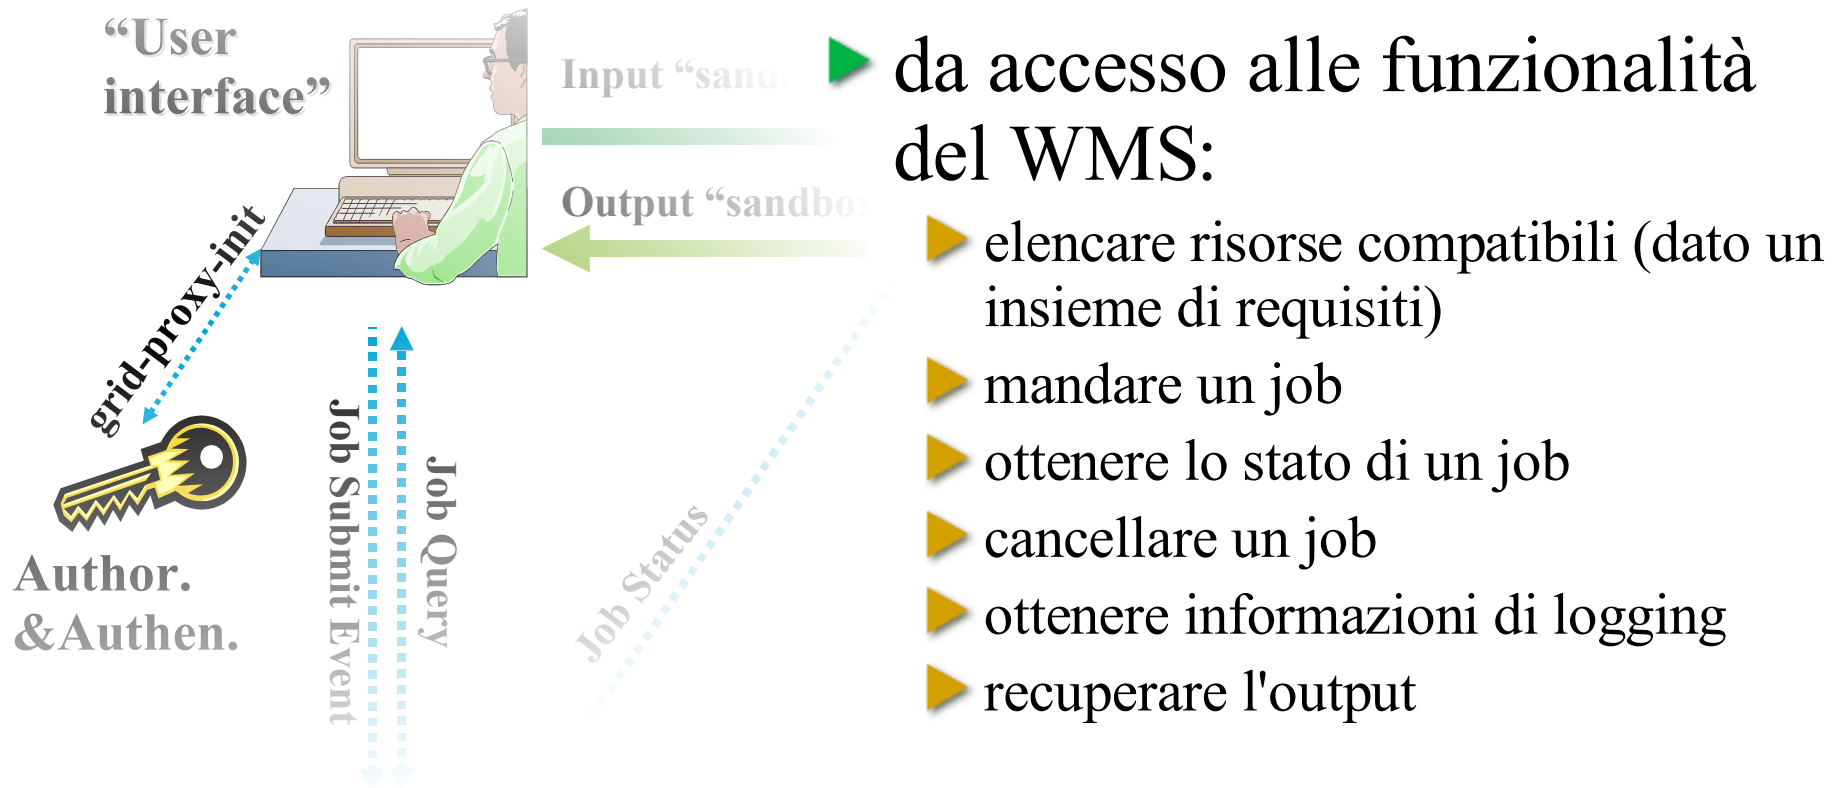 “User
interface”
Input
Output “sandbox
grid-proxy-init
Author.
&Authen.
Job Submit Event
Job Query
Job Status
da accesso alle funzionalità
del WMS:
elencare risorse compatibili (dato un
insieme di requisiti)
mandare un job
ottenere lo stato di un job
cancellare un job
ottenere informazioni di logging
recuperare l'output